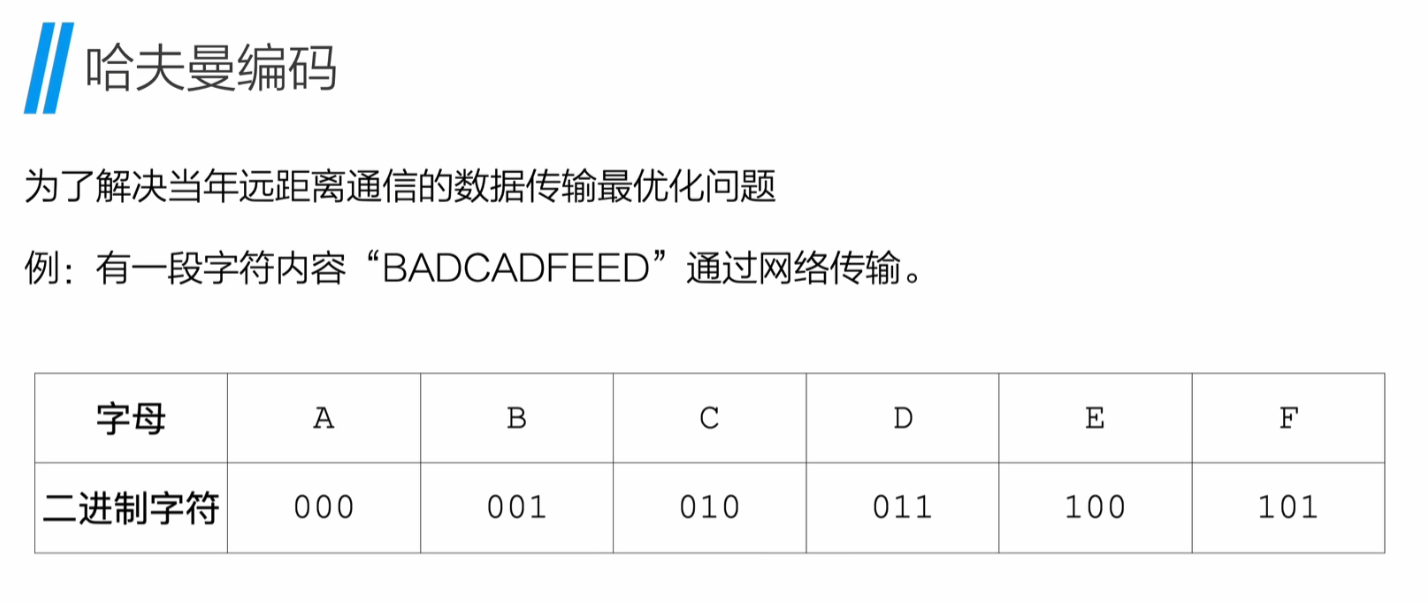 哈夫曼编码
为了解决当年远距离通信的数据传输最优化问题
例：有一段字符内容“BADCADFEED”通过网络传输。
字母 A B C D E F
二进制字符 000 001 010 011 100 101